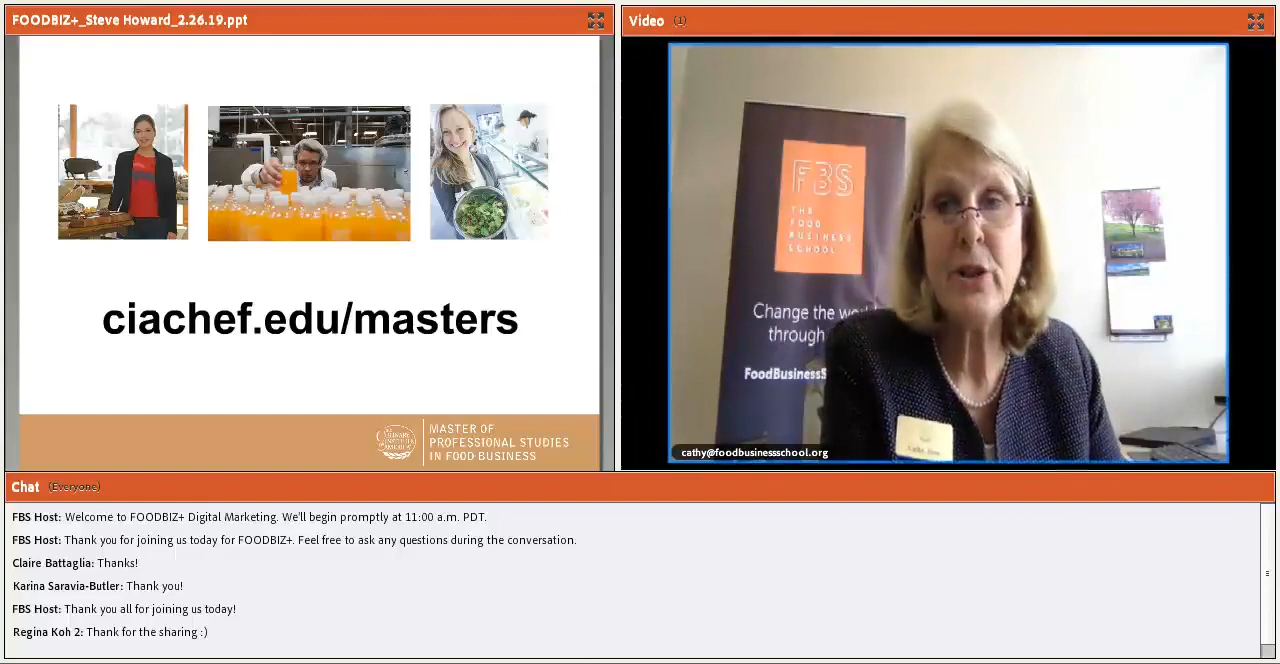 FOODBIZ+_Steve Howard_2.26.19.ppt
ciachef.edu/masters
MASTER OF
PROFESSIONAL STUDIES
IN FOOD BUSINESS
Video (1)
FBS
THE
FOOD
BUSINESS
SCHOOL
Change the wo
through
FoodBusinessS
cathy@foodbusinessschool.org
Chat (Everyone)
FBS Host: Welcome to FOODBIZ+ Digital Marketing. We'll begin promptly at 11:00 a.m. PDT.
FBS Host: Thank you for joining us today for FOODBIZ+. Feel free to ask any questions during the conversation.
Claire Battaglia: Thanks!
Karina Saravia-Butler: Thank you!
FBS Host: Thank you all for joining us today!
Regina Koh 2: Thank for the sharing :)